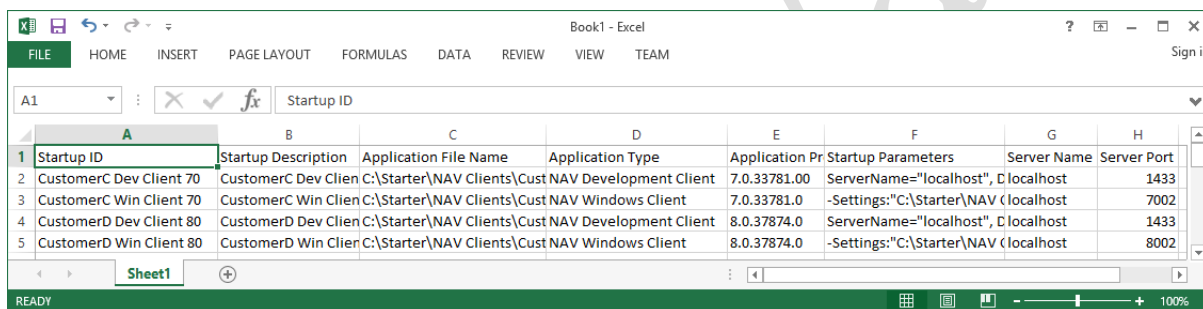 Book1 - Excel
FILE HOME INSERT PAGE LAYOUT FORMULAS DATA REVIEW VIEW TEAM Sign i
A1 fx Startup ID
A B C D E F G H
1 Startup ID Startup Description Application File Name Application Type Application Pr Startup Parameters Server Name Server Port
2 CustomerC Dev Client 70 CustomerC Dev Clien C:\Starter\NAV Clients\Cust NAV Development Client 7.0.33781.00 ServerName="localhost", D localhost 1433
3 CustomerC Win Client 70 CustomerC Win Clien C:\Starter\NAV Clients\Cust NAV Windows Client 7.0.33781.0 -Settings:"C:\Starter\NAV C localhost 7002
4 CustomerD Dev Client 80 CustomerD Dev Clien C:\Starter\NAV Clients\Cust NAV Development Client 8.0.37874.0 ServerName="localhost", D localhost 1433
5 CustomerD Win Client 80 CustomerD Win Clien C:\Starter\NAV Clients\Cust NAV Windows Client 8.0.37874.0 -Settings:"C:\Starter\NAV C localhost 8002
Sheet1
READY 100%